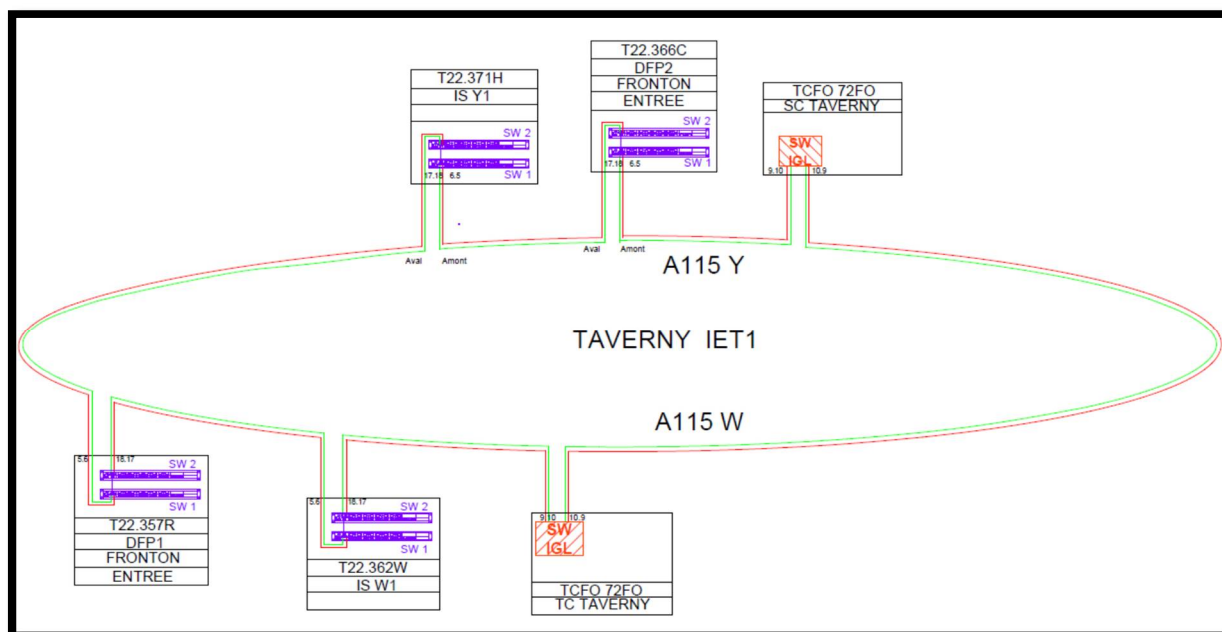 T22.371H
IS Y1
SW 2
SW 1
17.18 6.5
Aval Amont
T22.366C
DFP2
FRONTON
ENTREE
SW 2
SW 1
17.18 6.5
Aval Amont
TCFO 72FO
SC TAVERNY
SW
IGL
9.10 10.9
A115 Y
TAVERNY IET1
A115 W
5.6 18.17
SW 2
SW 1
T22.357R
DFP1
FRONTON
ENTREE
5.6 18.17
SW 2
SW 1
T22.362W
IS W1
9.10 10.9
SW
IGL
TCFO 72FO
TC TAVERNY